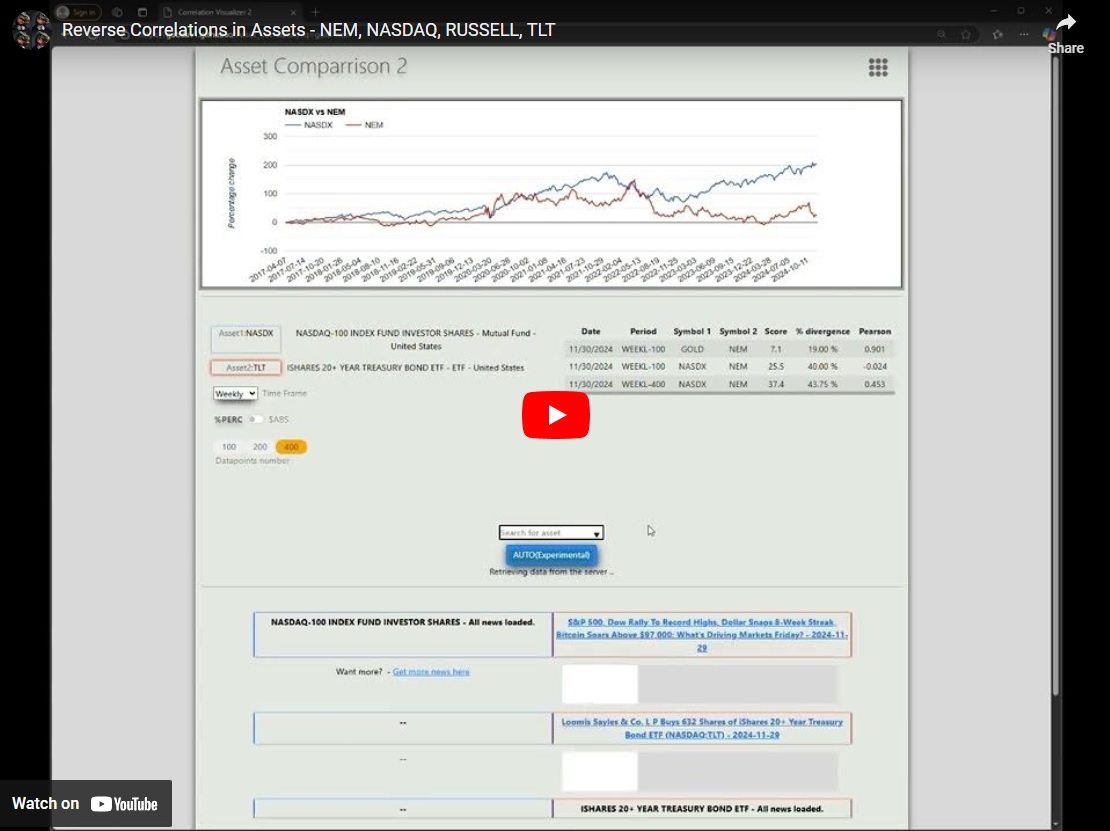 Sign in
Correlation Visualizer 2
Reverse Correlations in Assets - NEM, NASDAQ, RUSSELL, TLT
Share
Asset Comparrison 2
NASDX vs NEM
NASDX NEM
Porcantage change
300
200
100
0
-100
2017-04-07 2017-07-14 2017-10-20 2018-01-26 2018-05-04 2018-08-10 2018-11-16 2019-02-22 2019-05-31 2019-09-06 2019-12-13 2020-03-20 2020-06-26 2020-10-02 2021-01-08 2021-04-16 2021-07-23 2021-10-29 2022-02-04 2022-05-13 2022-08-19 2022-11-25 2023-03-03 2023-06-09 2023-09-15 2023-12-22 2024-03-28 2024-07-05 2024-10-11
Asset1:NASDX NASDAQ-100 INDEX FUND INVESTOR SHARES - Mutual Fund -
United States
Asset2:TLT ISHARES 20+ YEAR TREASURY BOND ETF - ETF - United States
Weekly Time Frame
%PERC $ABS
100 200 400
Datapoints number
Date Period Symbol 1 Symbol 2 Score % divergence Pearson
11/30/2024 WEEKL-100 GOLD NEM 7.1 19.00 % 0.901
11/30/2024 WEEKL-100 NASDX NEM 25.5 40.00 % -0.024
11/30/2024 WEEKL-400 NASDX NEM 37.4 43.75 % 0.453
Search for asset
AUTO(Experimental)
Retrieving data from the server ..
NASDAQ-100 INDEX FUND INVESTOR SHARES - All news loaded.
S&P 500, Dow Rally To Record Highs, Dollar Snaps 8-Week Streak,
Bitcoin Soars Above $97,000: What's Driving Markets Friday? - 2024-11-
29
Want more? - Get more news here
--
Loomis Sayles & Co. L P Buys 632 Shares of iShares 20+ Year Treasury
Bond ETF (NASDAQ:TLT) - 2024-11-29
--
--
ISHARES 20+ YEAR TREASURY BOND ETF - All news loaded.
Watch on YouTube